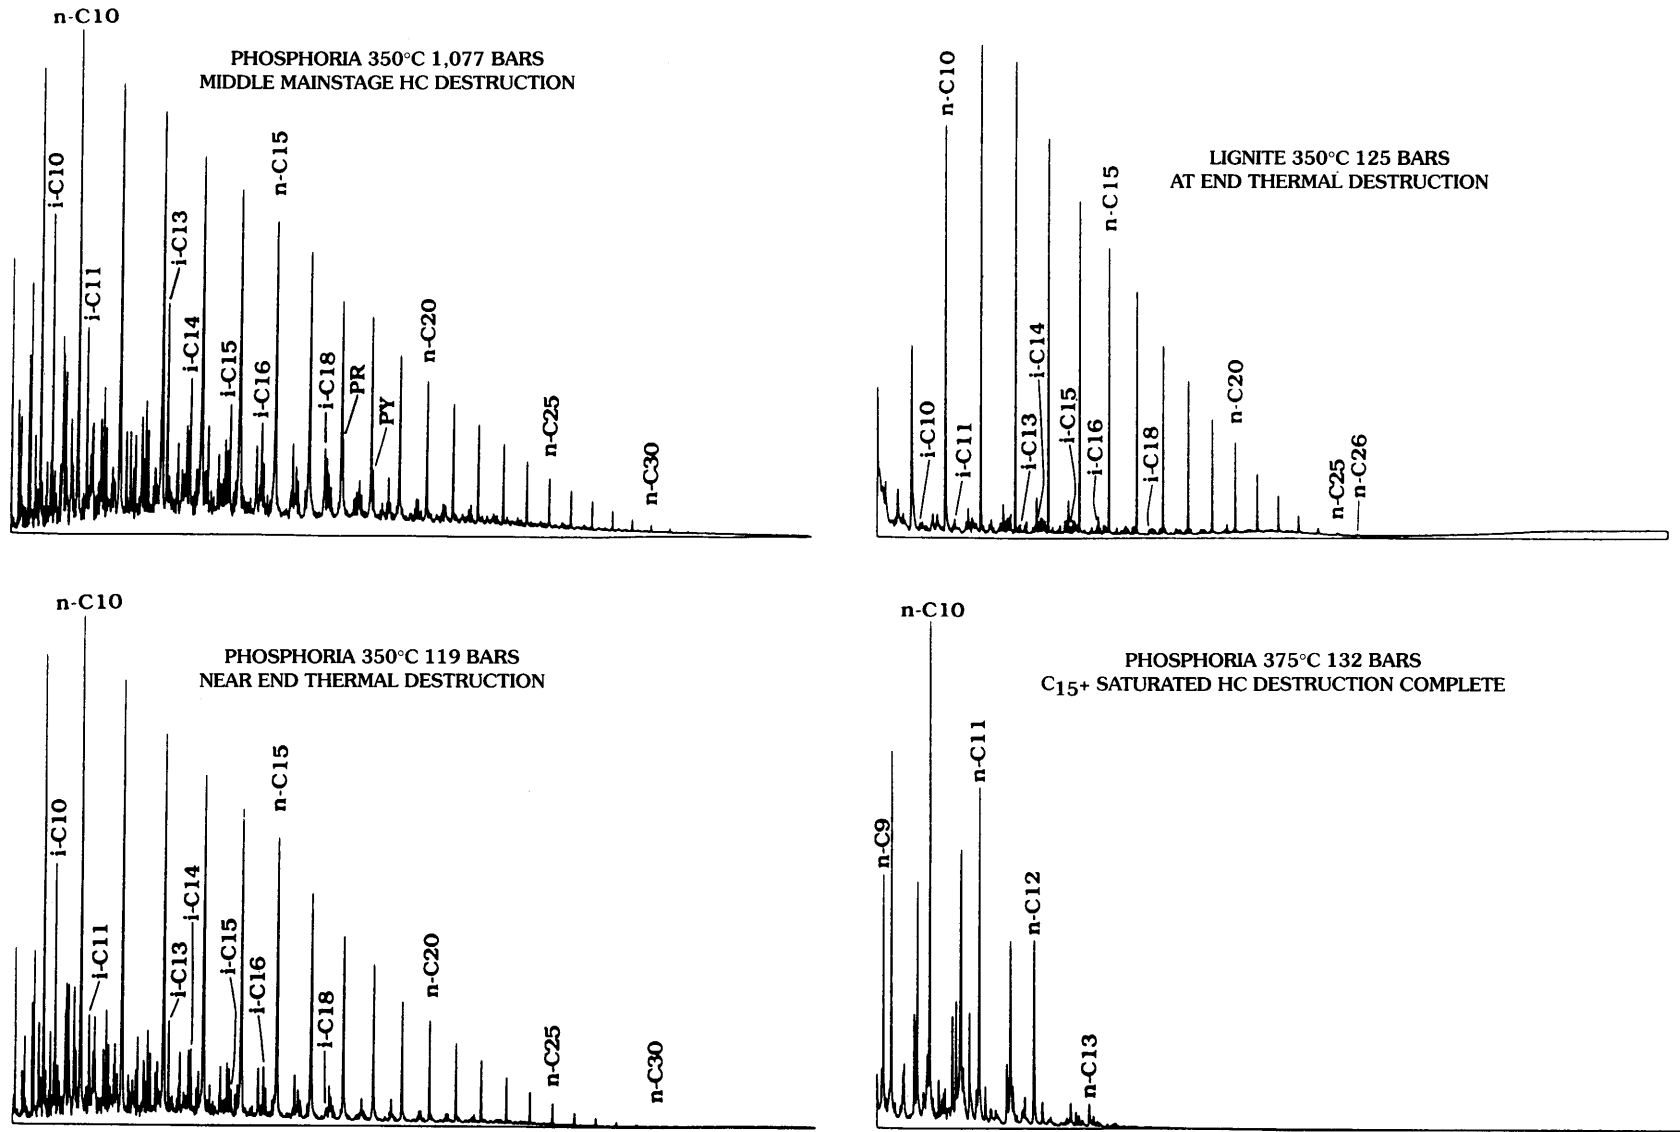 n-C10
PHOSPHORIA 350°C 1,077 BARS
MIDDLE MAINSTAGE HC DESTRUCTION
i-C10
i-C11
i-C13
i-C14
i-C15
i-C16
n-C15
i-C18
PR
PY
n-C20
n-C25
n-C30
n-C10
LIGNITE 350°C 125 BARS
AT END THERMAL DESTRUCTION
i-C10
i-C11
i-C13
i-C14
i-C15
i-C16
n-C15
i-C18
n-C20
n-C25
n-C26
n-C10
PHOSPHORIA 350°C 119 BARS
NEAR END THERMAL DESTRUCTION
i-C10
i-C11
i-C13
i-C14
i-C15
i-C16
n-C15
i-C18
n-C20
n-C25
n-C30
n-C10
PHOSPHORIA 375°C 132 BARS
C15+ SATURATED HC DESTRUCTION COMPLETE
n-C9
n-C11
n-C12
n-C13